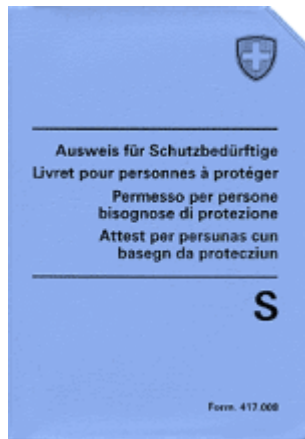 Ausweis für Schutzbedürftige
Livret pour personnes à protéger
Permesso per persone
bisognose di protezione
Attest per persunas cun
basegn da protecziun
S
Form. 417.008